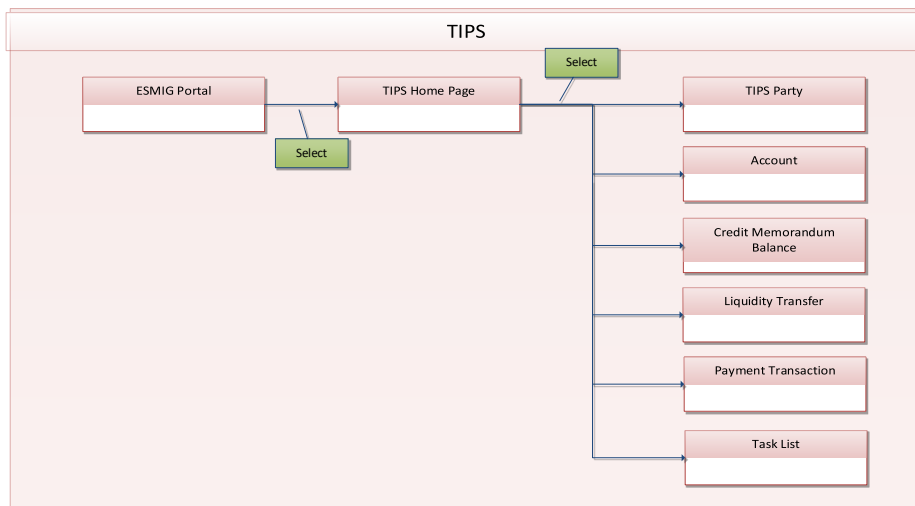 TIPS
Select
ESMIG Portal
TIPS Home Page
TIPS Party
Select
Account
Credit Memorandum
Balance
Liquidity Transfer
Payment Transaction
Task List